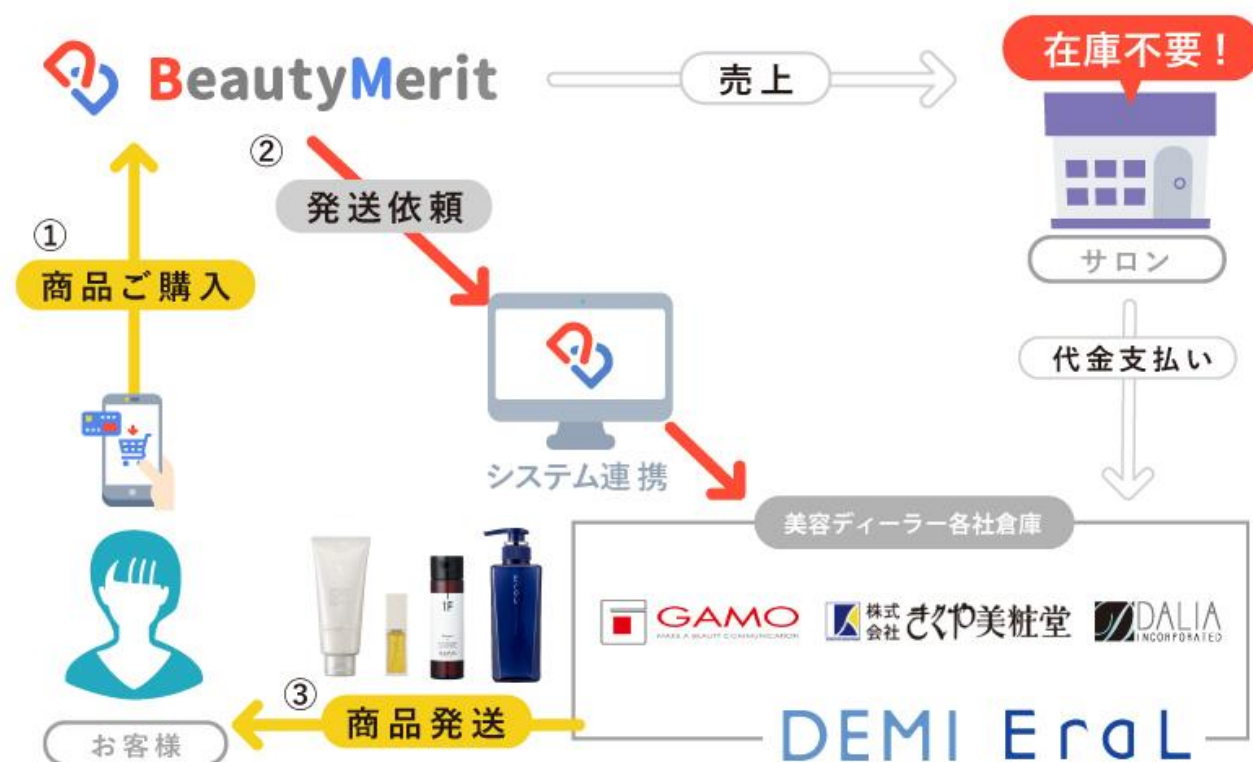 BeautyMerit
売上
在庫不要！
サロン
②
発送依頼
①
商品ご購入
代金支払い
システム連携
美容ディーラー各社倉庫
GAMO
MAKE A BEAUTY COMMUNICATION
株式会社 きくや美粧堂
DALIA
INCORPORATED
1F
③
商品発送
お客様
DEMI
EraL